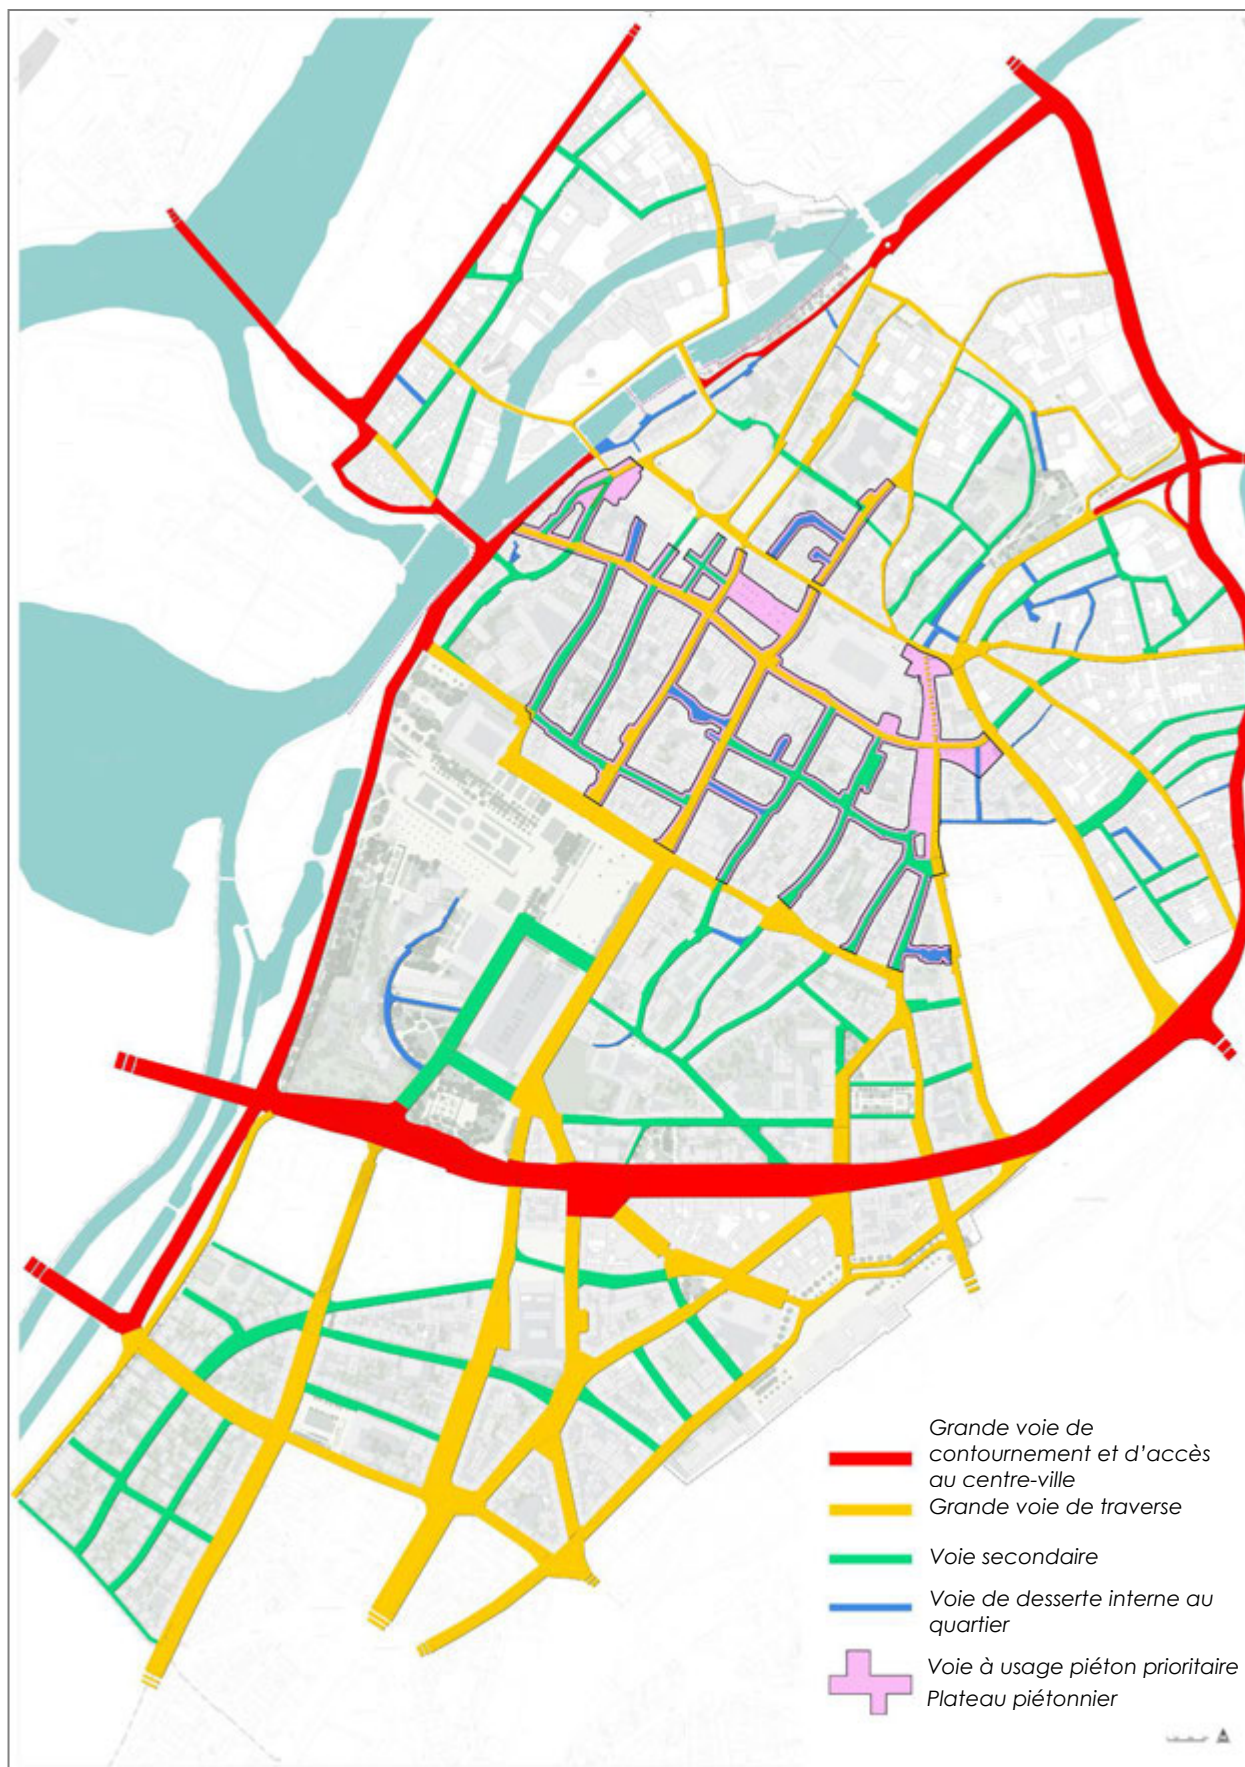 Grande voie de
contournement et d'accès
au centre-ville
Grande voie de traverse
Voie secondaire
Voie de desserte interne au
quartier
Voie à usage piéton prioritaire
Plateau piétonnier